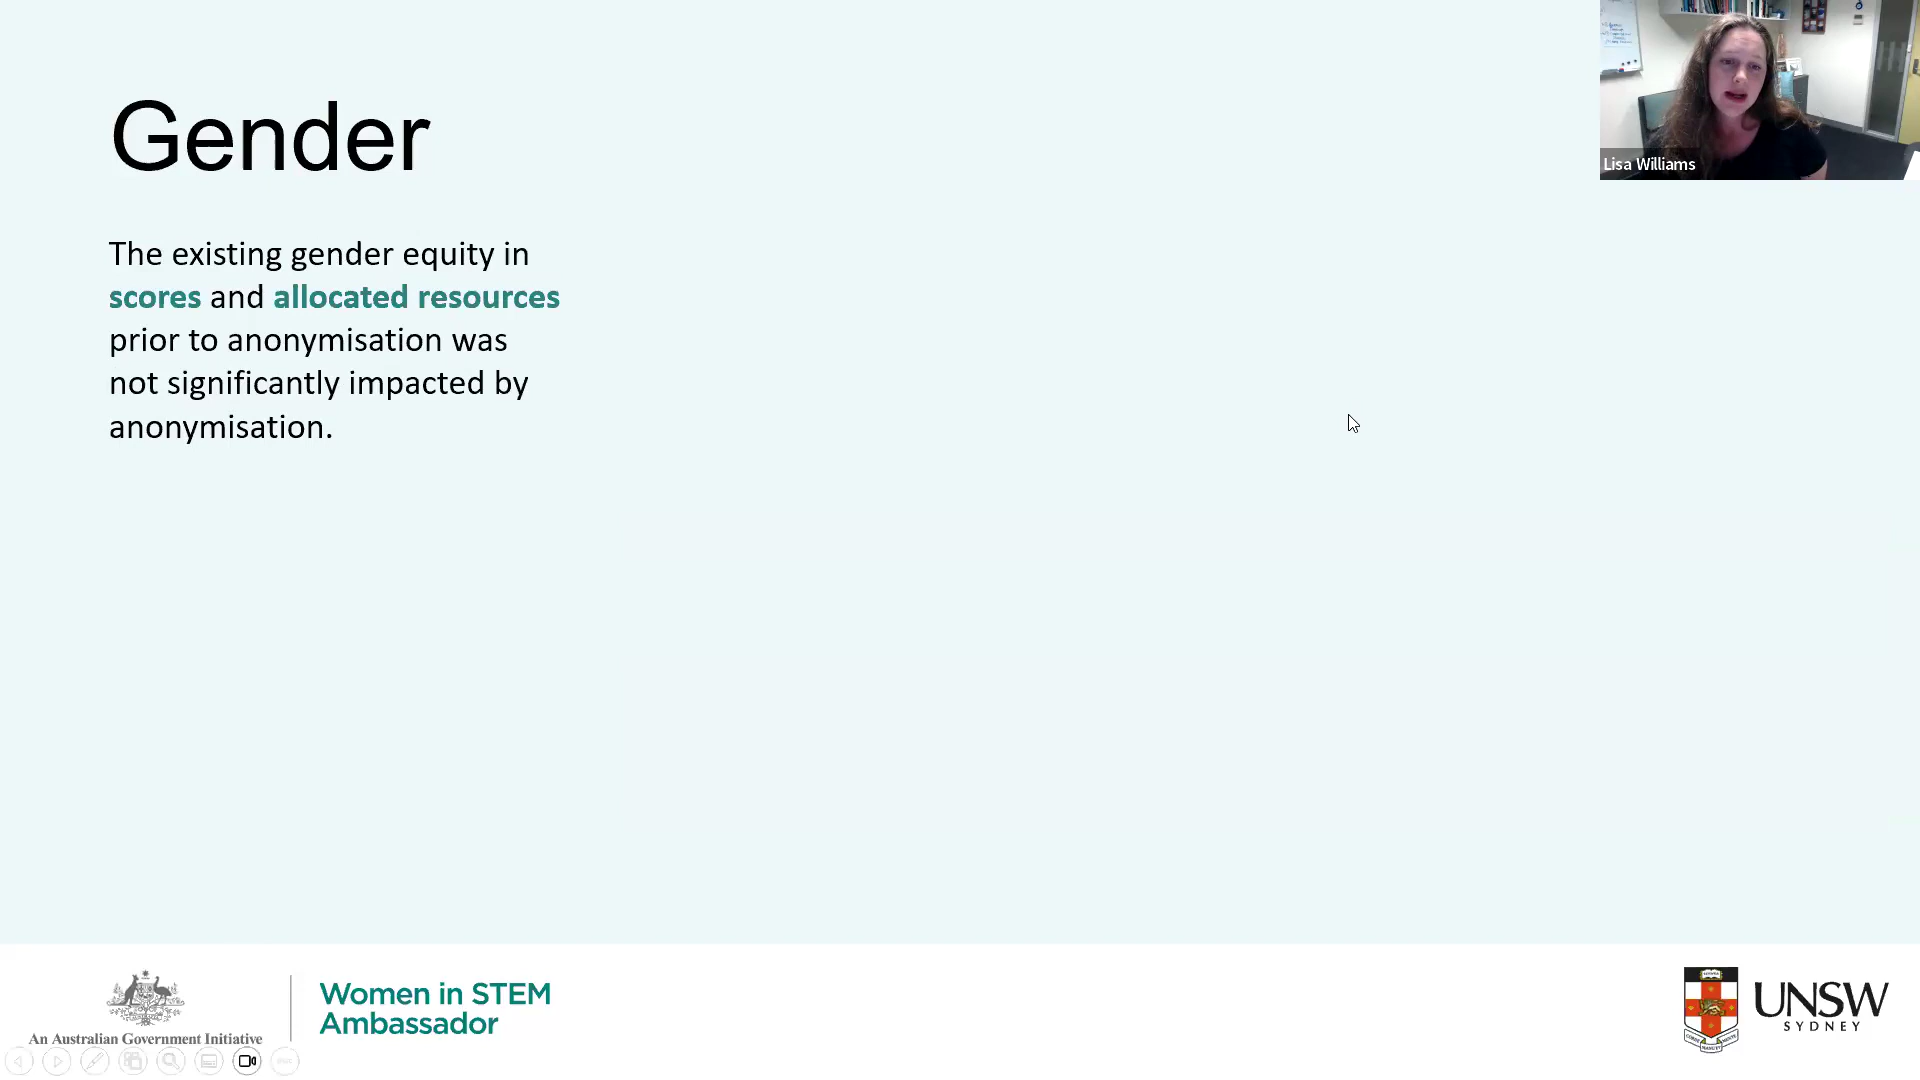 Gender
Lisa Williams
The existing gender equity in
scores and allocated resources
prior to anonymisation was
not significantly impacted by
anonymisation.
An Australian Government Initiative
Women in STEM
Ambassador
UNSW
SYDNEY